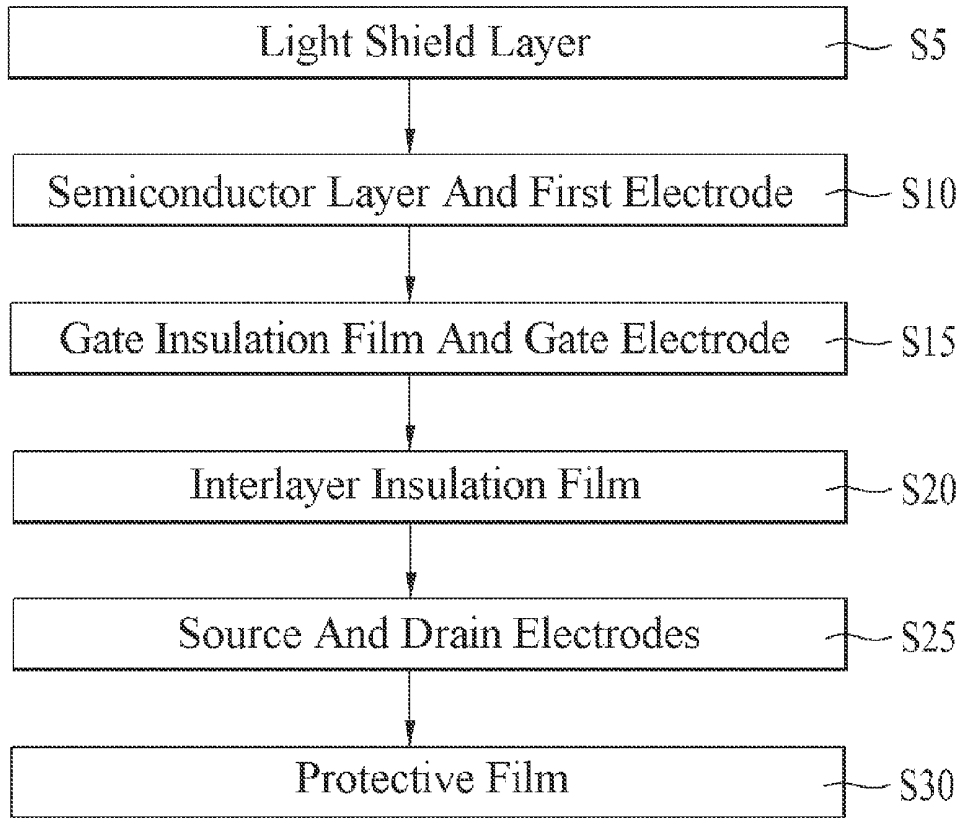 Light Shield Layer S5
Semiconductor Layer And First Electrode S10
Gate Insulation Film And Gate Electrode S15
Interlayer Insulation Film S20
Source And Drain Electrodes S25
Protective Film S30